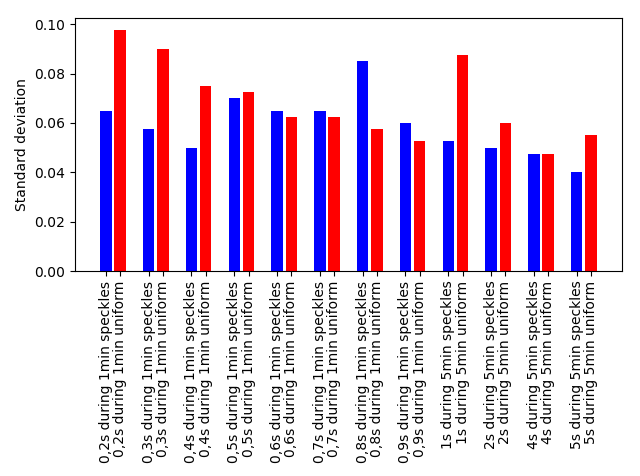 0.10
0.08
0.06
0.04
0.02
0.00
Standard deviation
0,2s during 1min speckles
0,2s during 1min uniform
0,3s during 1min speckles
0,3s during 1min uniform
0,4s during 1min speckles
0,4s during 1min uniform
0,5s during 1min speckles
0,5s during 1min uniform
0,6s during 1min speckles
0,6s during 1min uniform
0,7s during 1min speckles
0,7s during 1min uniform
0,8s during 1min speckles
0,8s during 1min uniform
0,9s during 1min speckles
0,9s during 1min uniform
1s during 5min speckles
1s during 5min uniform
2s during 5min speckles
2s during 5min uniform
4s during 5min speckles
4s during 5min uniform
5s during 5min speckles
5s during 5min uniform